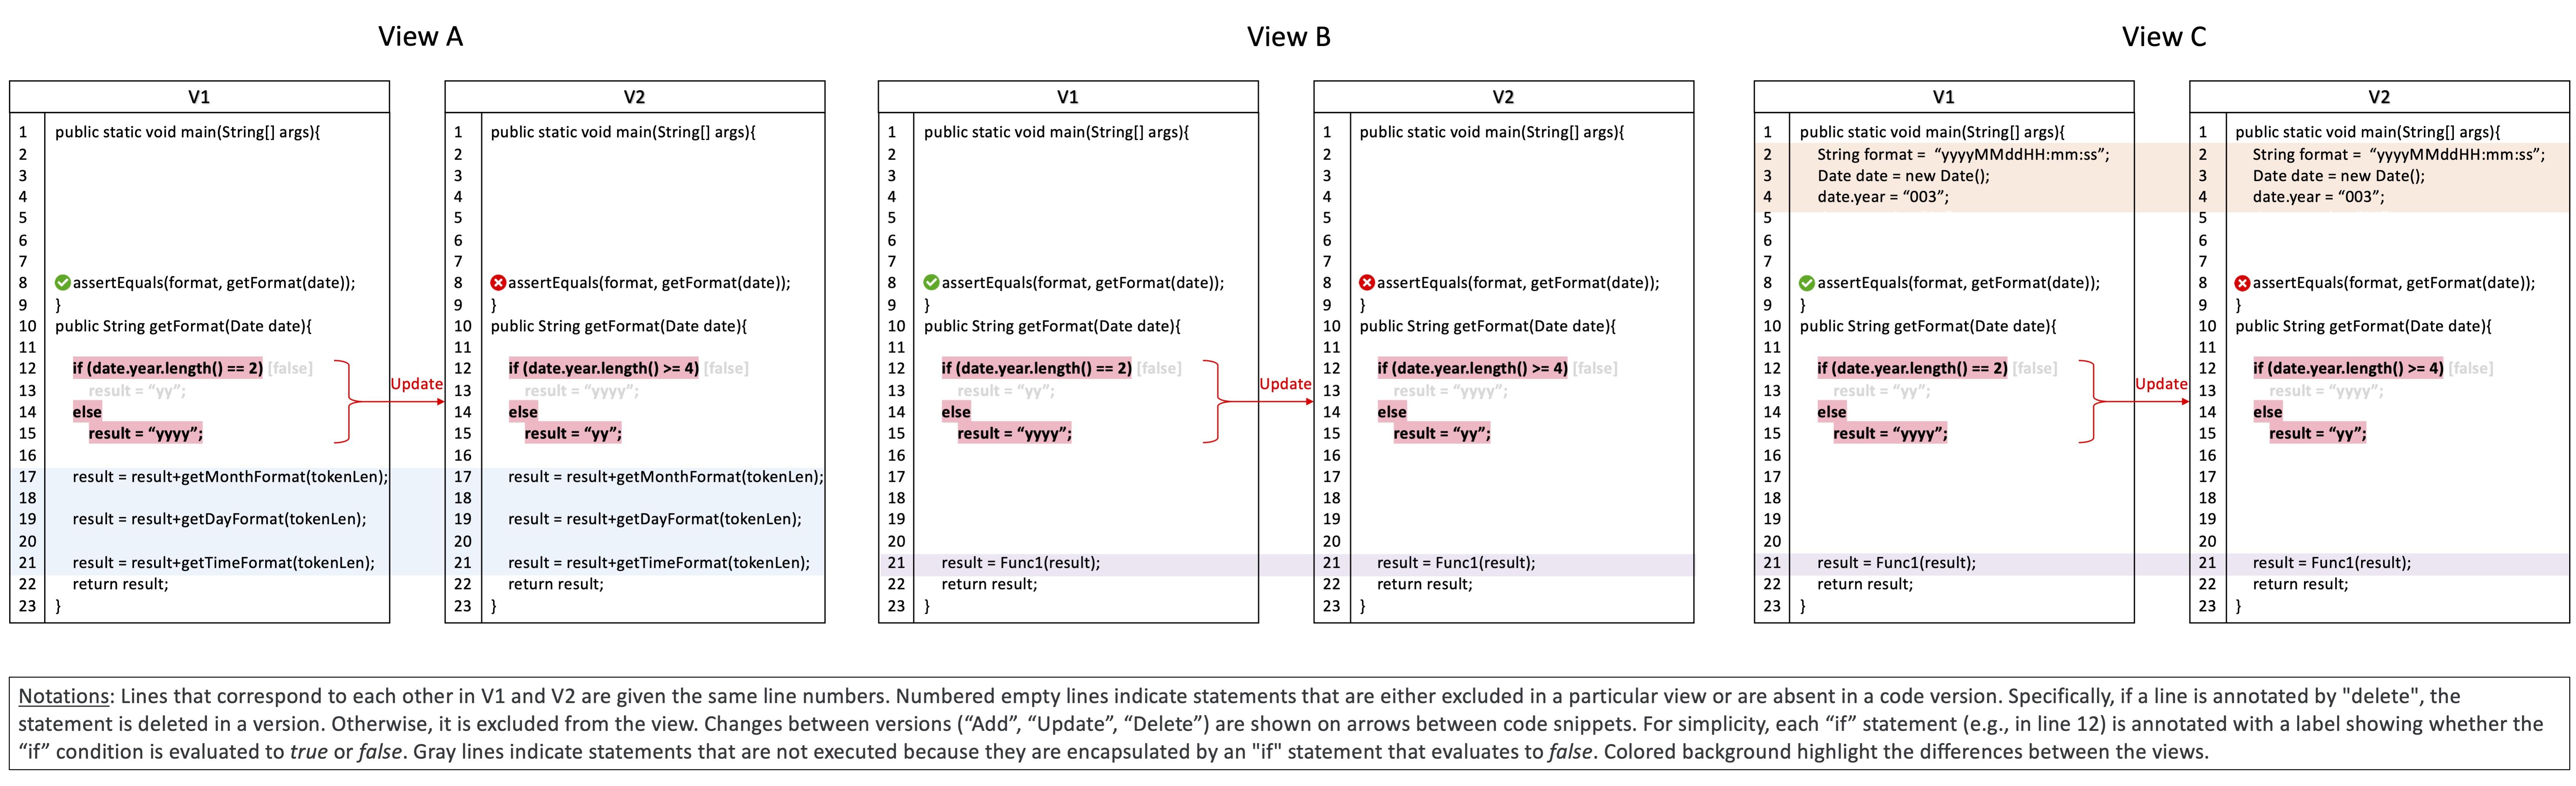 View A
V1
1 public static void main(String[] args){
2
3
4
5
6
7
8 assertEquals(format, getFormat(date));
9 }
10 public String getFormat(Date date){
11
12 if (date.year.length() == 2) [false]
13 result = “yy”;
14 else
15 result = “yyyy”;
16
17 result = result+getMonthFormat(tokenLen);
18
19 result = result+getDayFormat(tokenLen);
20
21 result = result+getTimeFormat(tokenLen);
22 return result;
23 }
Update
V2
1 public static void main(String[] args){
2
3
4
5
6
7
8 assertEquals(format, getFormat(date));
9 }
10 public String getFormat(Date date){
11
12 if (date.year.length() >= 4) [false]
13 result = “yyyy”;
14 else
15 result = “yy”;
16
17 result = result+getMonthFormat(tokenLen);
18
19 result = result+getDayFormat(tokenLen);
20
21 result = result+getTimeFormat(tokenLen);
22 return result;
23 }
View B
V1
1 public static void main(String[] args){
2
3
4
5
6
7
8 assertEquals(format, getFormat(date));
9 }
10 public String getFormat(Date date){
11
12 if (date.year.length() == 2) [false]
13 result = “yy”;
14 else
15 result = “yyyy”;
16
17
18
19
20
21 result = Func1(result);
22 return result;
23 }
Update
V2
1 public static void main(String[] args){
2
3
4
5
6
7
8 assertEquals(format, getFormat(date));
9 }
10 public String getFormat(Date date){
11
12 if (date.year.length() >= 4) [false]
13 result = “yyyy”;
14 else
15 result = “yy”;
16
17
18
19
20
21 result = Func1(result);
22 return result;
23 }
View C
V1
1 public static void main(String[] args){
2 String format = “yyyyMMddHH:mm:ss”;
3 Date date = new Date();
4 date.year = “003”;
5
6
7
8 assertEquals(format, getFormat(date));
9 }
10 public String getFormat(Date date){
11
12 if (date.year.length() == 2) [false]
13 result = “yy”;
14 else
15 result = “yyyy”;
16
17
18
19
20
21 result = Func1(result);
22 return result;
23 }
Update
V2
1 public static void main(String[] args){
2 String format = “yyyyMMddHH:mm:ss”;
3 Date date = new Date();
4 date.year = “003”;
5
6
7
8 assertEquals(format, getFormat(date));
9 }
10 public String getFormat(Date date){
11
12 if (date.year.length() >= 4) [false]
13 result = “yyyy”;
14 else
15 result = “yy”;
16
17
18
19
20
21 result = Func1(result);
22 return result;
23 }
Notations: Lines that correspond to each other in V1 and V2 are given the same line numbers. Numbered empty lines indicate statements that are either excluded in a particular view or are absent in a code version. Specifically, if a line is annotated by "delete", the
statement is deleted in a version. Otherwise, it is excluded from the view. Changes between versions (“Add”, “Update”, “Delete”) are shown on arrows between code snippets. For simplicity, each “if” statement (e.g., in line 12) is annotated with a label showing whether the
“if” condition is evaluated to true or false. Gray lines indicate statements that are not executed because they are encapsulated by an "if" statement that evaluates to false. Colored background highlight the differences between the views.